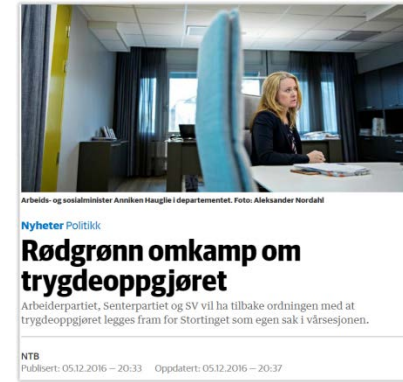 Arbeids- og sosialminister Anniken Hauglie i departementet. Foto: Aleksander Nordahl
Nyheter Politikk
Rødgrønn omkamp om
trygdeoppgjøret
Arbeiderpartiet, Senterpartiet og SV vil ha tilbake ordningen med at
trygdeoppgjøret legges fram for Stortinget som egen sak i vårsesjonen.
NTB
Publisert: 05.12.2016 — 20:33 Oppdatert: 05.12.2016 — 20:37